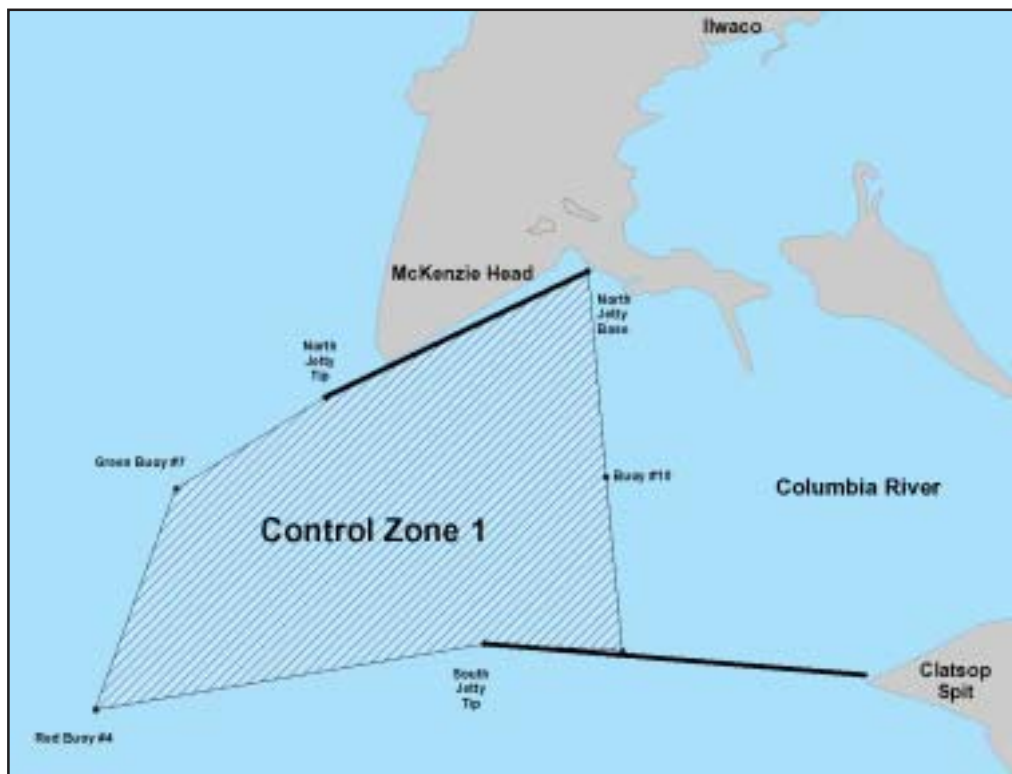 Ilwaco
McKenzie Head
North
Jetty
Base
North
Jetty
Tip
Green Buoy #7
Buoy #10
Columbia River
Control Zone 1
South
Jetty
Tip
Clatsop
Spit
Red Buoy #4